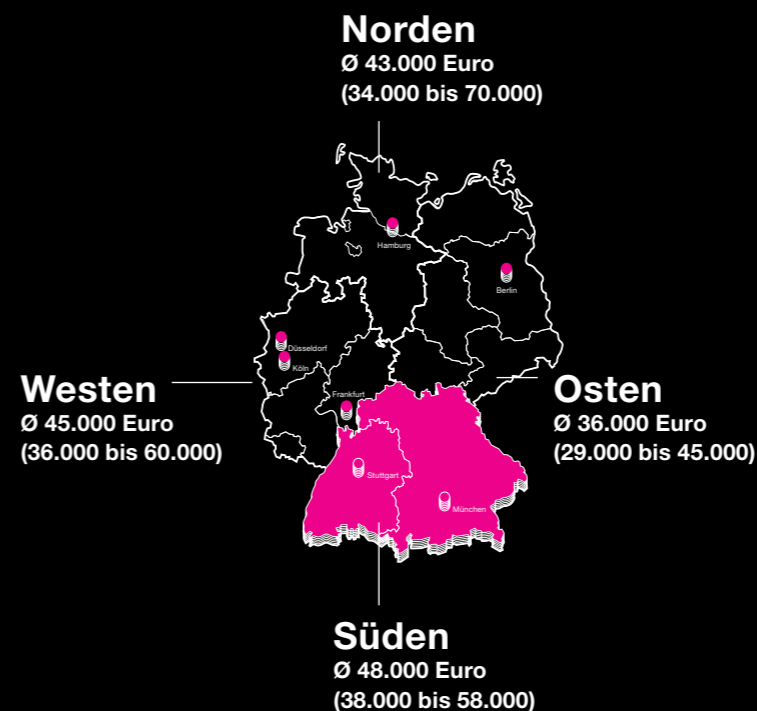 Norden
Ø 43.000 Euro
(34.000 bis 70.000)
Hamburg
Berlin
Düsseldorf
Köln
Westen
Ø 45.000 Euro
(36.000 bis 60.000)
Frankfurt
Osten
Ø 36.000 Euro
(29.000 bis 45.000)
Stuttgart
München
Süden
Ø 48.000 Euro
(38.000 bis 58.000)